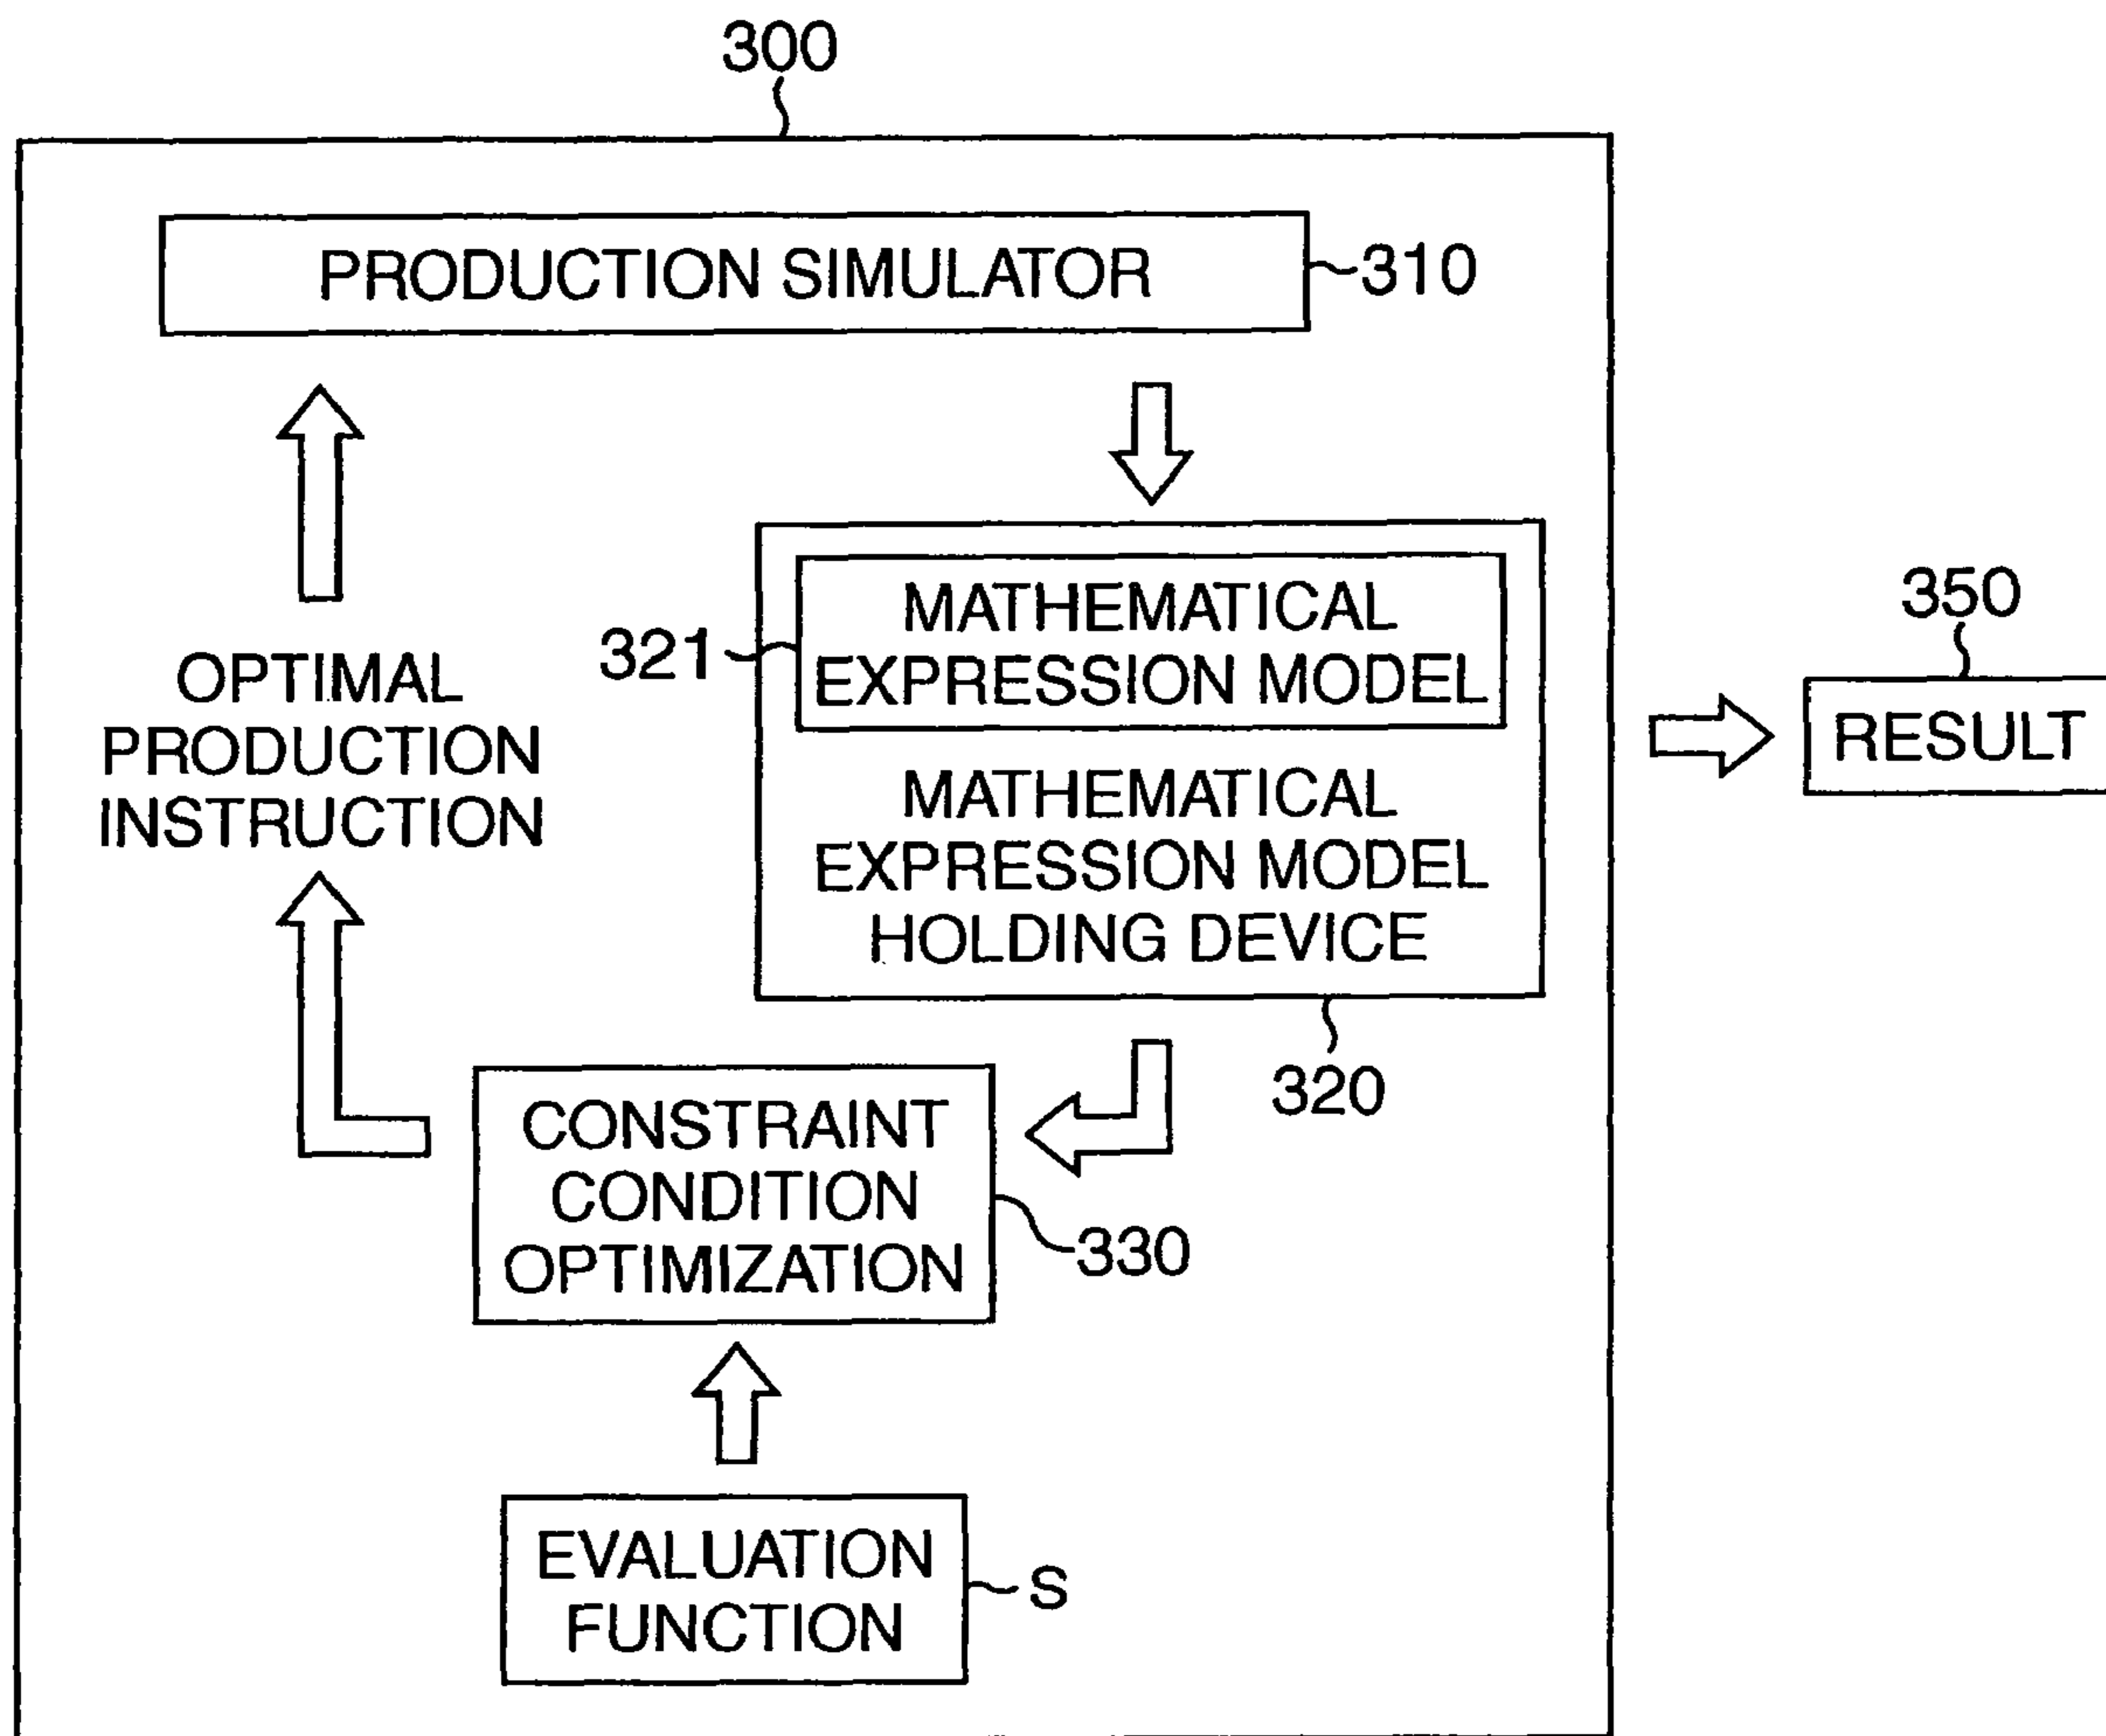 300
PRODUCTION SIMULATOR
310
MATHEMATICAL
EXPRESSION MODEL
321
MATHEMATICAL
EXPRESSION MODEL
HOLDING DEVICE
320
350
RESULT
OPTIMAL
PRODUCTION
INSTRUCTION
CONSTRAINT
CONDITION
OPTIMIZATION
330
EVALUATION
FUNCTION
S